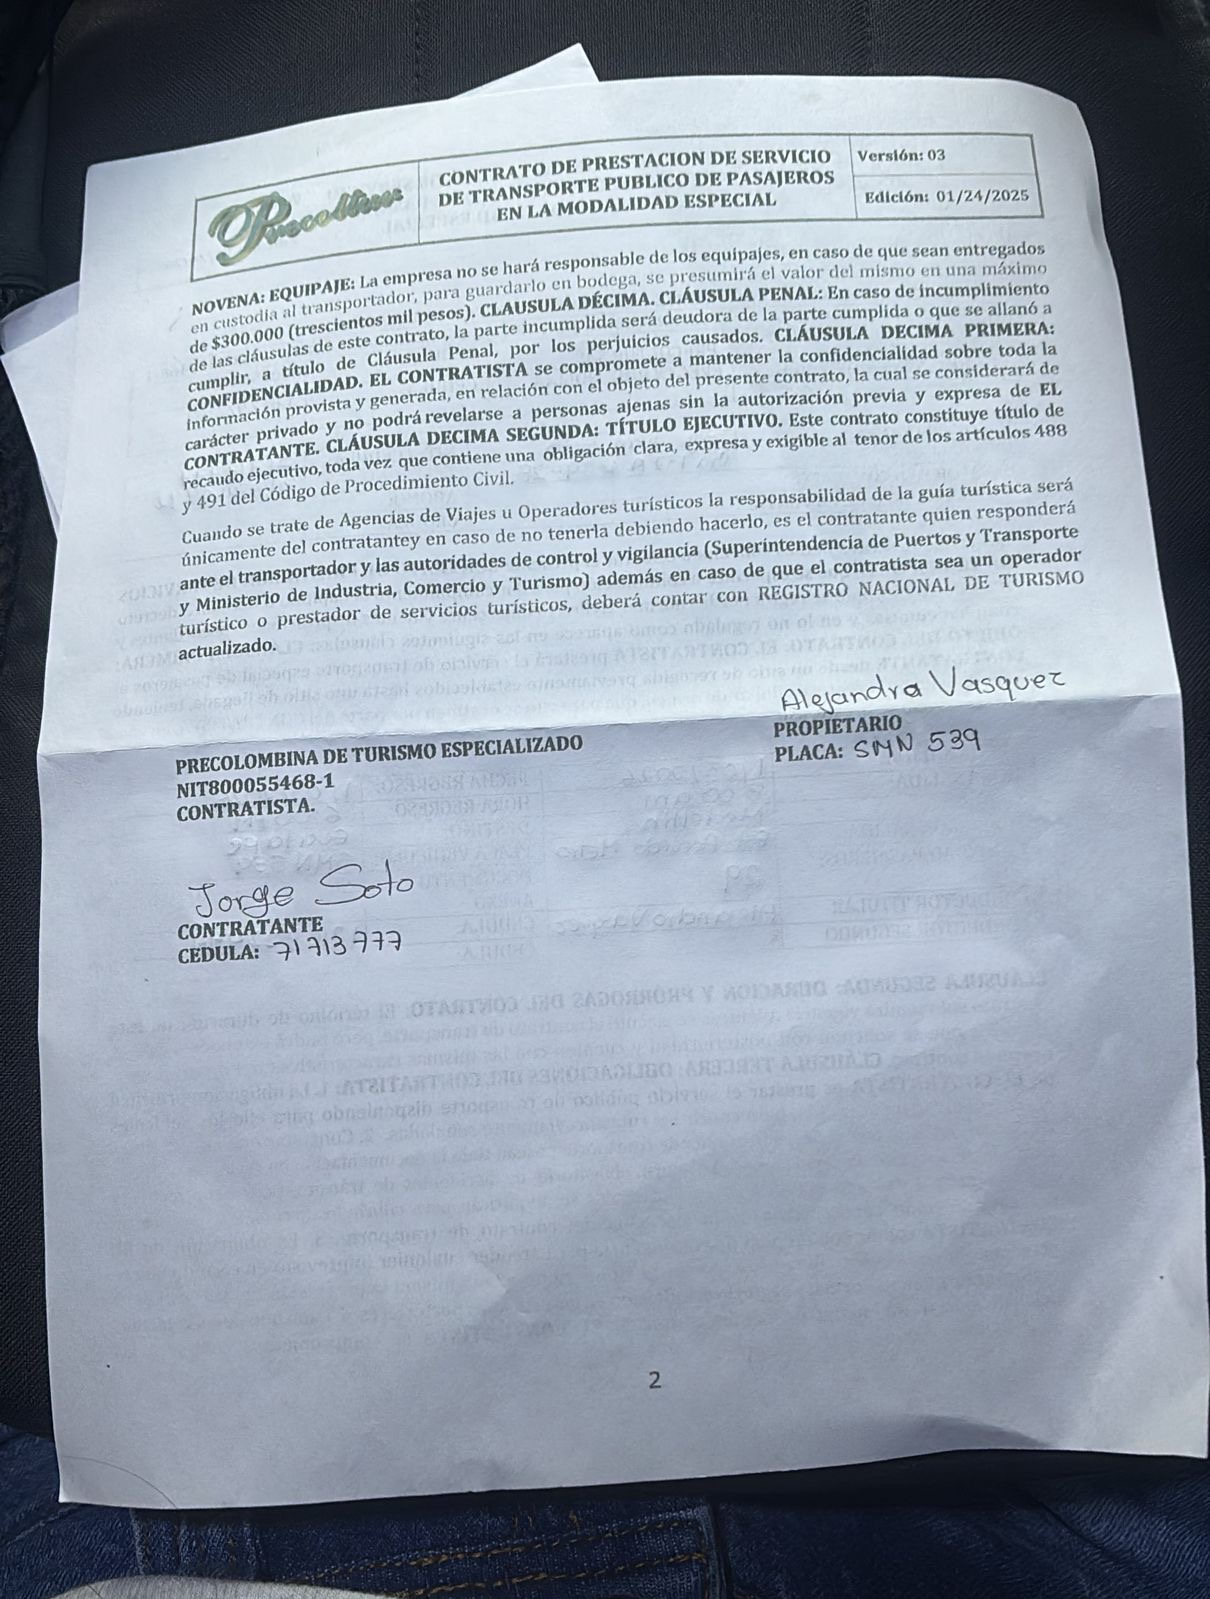 Precoltur
CONTRATO DE PRESTACION DE SERVICIO
DE TRANSPORTE PUBLICO DE PASAJEROS
EN LA MODALIDAD ESPECIAL
Versión: 03
Edición: 01/24/2025
NOVENA: EQUIPAJE: La empresa no se hará responsable de los equipajes, en caso de que sean entregados
en custodia al transportador, para guardarlo en bodega, se presumirá el valor del mismo en una máximo
de $300.000 (trescientos mil pesos). CLAUSULA DÉCIMA. CLÁUSULA PENAL: En caso de incumplimiento
de las cláusulas de este contrato, la parte incumplida será deudora de la parte cumplida o que se allanó a
cumplir, a título de Cláusula Penal, por los perjuicios causados. CLÁUSULA DECIMA PRIMERA:
CONFIDENCIALIDAD. EL CONTRATISTA se compromete a mantener la confidencialidad sobre toda la
información provista y generada, en relación con el objeto del presente contrato, la cual se considerará de
carácter privado y no podrá revelarse a personas ajenas sin la autorización previa y expresa de EL
CONTRATANTE. CLÁUSULA DECIMA SEGUNDA: TÍTULO EJECUTIVO. Este contrato constituye título de
recaudo ejecutivo, toda vez que contiene una obligación clara, expresa y exigible al tenor de los artículos 488
y 491 del Código de Procedimiento Civil.
Cuando se trate de Agencias de Viajes u Operadores turísticos la responsabilidad de la guía turística será
únicamente del contratantey en caso de no tenerla debiendo hacerlo, es el contratante quien responderá
ante el transportador y las autoridades de control y vigilancia (Superintendencia de Puertos y Transporte
y Ministerio de Industria, Comercio y Turismo) además en caso de que el contratista sea un operador
turístico o prestador de servicios turísticos, deberá contar con REGISTRO NACIONAL DE TURISMO
actualizado.
Alejandra Vasquez
PROPIETARIO
PLACA: SMN 539
PRECOLOMBINA DE TURISMO ESPECIALIZADO
NIT800055468-1
CONTRATISTA.
Jorge Soto
CONTRATANTE
CEDULA: 71713777
2